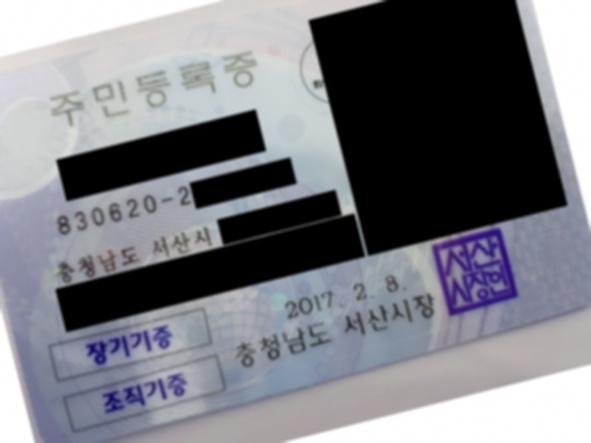 주민등록증
830620-2
충청남도 서산시
2017. 2. 8.
충청남도 서산시장
서산
시장인
장기기증
조직기증